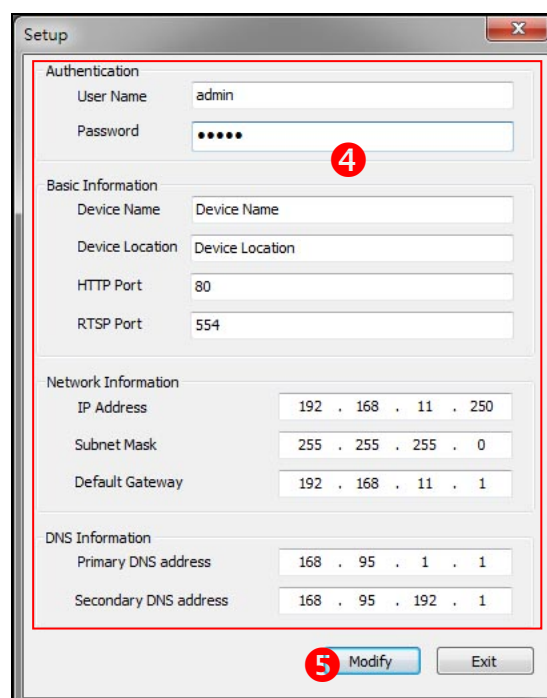 Setup
Authentication
User Name admin
Password •••••
4
Basic Information
Device Name Device Name
Device Location Device Location
HTTP Port 80
RTSP Port 554
Network Information
IP Address 192 . 168 . 11 . 250
Subnet Mask 255 . 255 . 255 . 0
Default Gateway 192 . 168 . 11 . 1
DNS Information
Primary DNS address 168 . 95 . 1 . 1
Secondary DNS address 168 . 95 . 192 . 1
5 Modify Exit